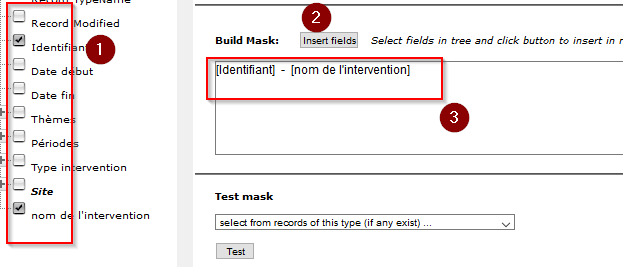 Record TypeName
Record Modified
Identifiant
Date debut
Date fin
Thèmes
Périodes
Type intervention
Site
nom de l'intervention
1
2
Build Mask:
Insert fields
Select fields in tree and click button to insert in
[Identifiant] - [nom de l'intervention]
3
Test mask
select from records of this type (if any exist) ...
Test